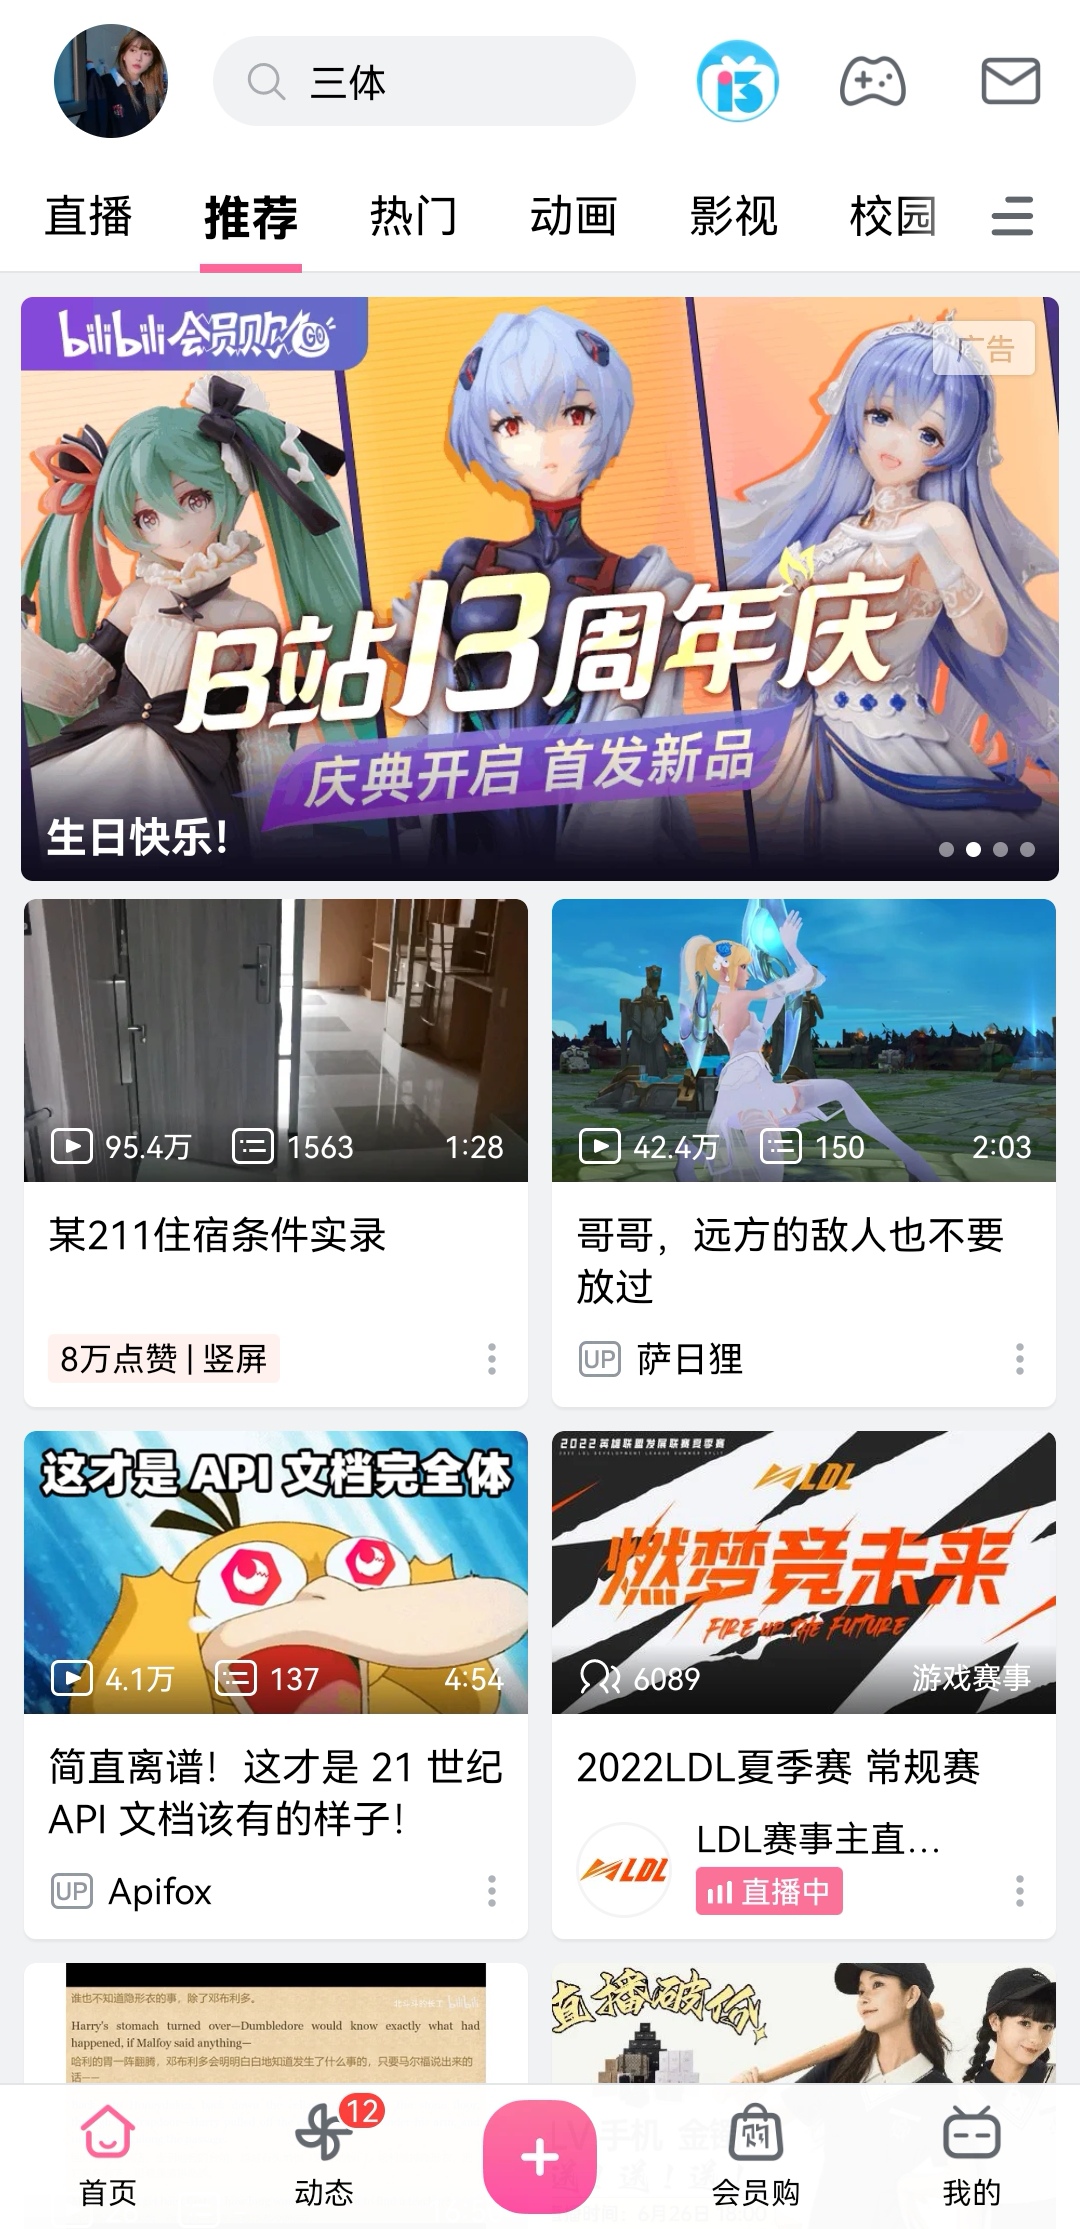 三体
直播 推荐 热门 动画 影视 校园
bilibili会员购GO
广告
B站13周年庆
庆典开启 首发新品
生日快乐!
95.4万 1563 1:28
某211住宿条件实录
8万点赞 | 竖屏
42.4万 150 2:03
哥哥，远方的敌人也不要
放过
UP 萨日狸
这才是 API 文档完全体
4.1万 137 4:54
简直离谱！这才是 21 世纪
API 文档该有的样子！
UP Apifox
2022英雄联盟发展联赛夏季赛
LDL
燃梦竞未来
FIRE UP THE FUTURE
6089 游戏赛事
2022LDL夏季赛 常规赛
LDL
LDL赛事主直...
直播中
谁也不知道隐形衣的事，除了邓布利多。
Harry's stomach turned over—Dumbledore would know exactly what had
happened, if Malfoy said anything—
哈利的胃一阵翻腾，邓布利多会明明白白地知道发生了什么事的，只要马尔福说出来的
话——
直播破价
首页
12
动态
购
会员购
我的